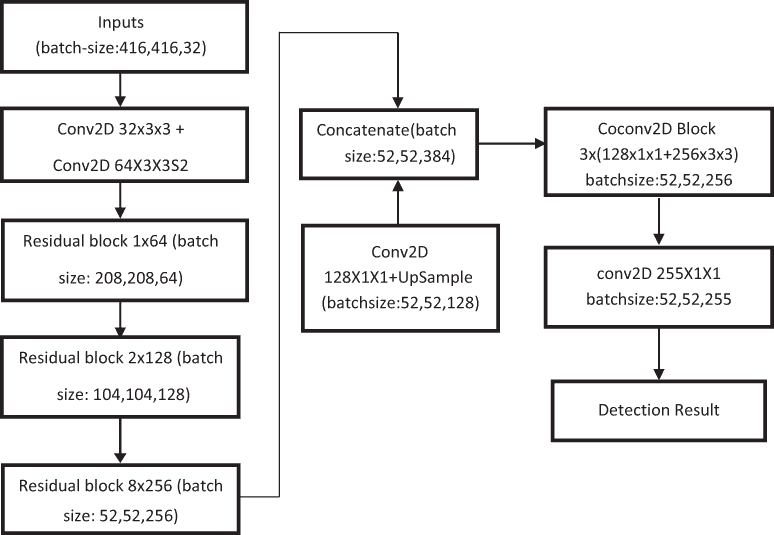 Inputs
(batch-size:416,416,32)
Conv2D 32x3x3 +
Conv2D 64X3X3S2
Residual block 1x64 (batch
size: 208,208,64)
Residual block 2x128 (batch
size: 104,104,128)
Residual block 8x256 (batch
size: 52,52,256)
Concatenate(batch
size:52,52,384)
Conv2D
128X1X1+UpSample
(batchsize:52,52,128)
Coconv2D Block
3x(128x1x1+256x3x3)
batchsize:52,52,256
conv2D 255X1X1
batchsize:52,52,255
Detection Result